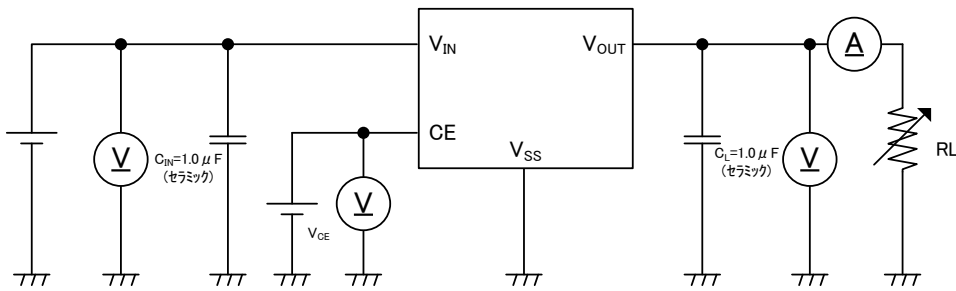 V_IN
V_OUT
A
V
C_IN=1.0μF
(セラミック)
CE
V_SS
C_L=1.0μF
(セラミック)
V
RL
V
V_CE